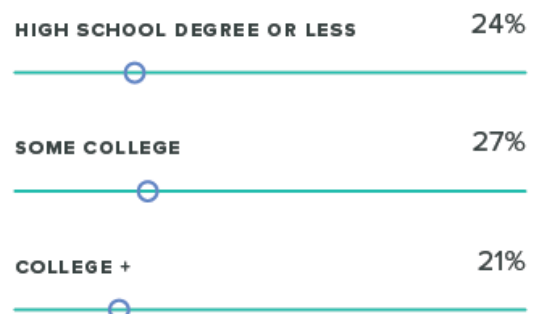 HIGH SCHOOL DEGREE OR LESS 24%
SOME COLLEGE 27%
COLLEGE + 21%